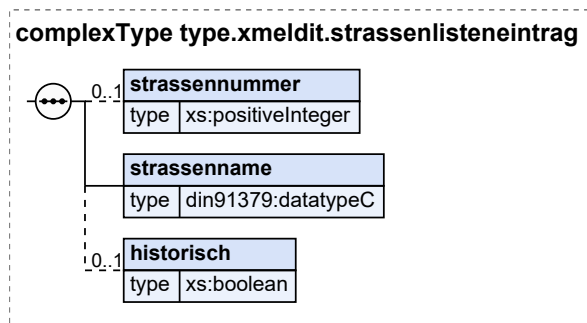 complexType type.xmeldit.strassenlisteneintrag
0..1
strassennummer
type xs:positiveInteger
strassenname
type din91379:datatypeC
0..1
historisch
type xs:boolean